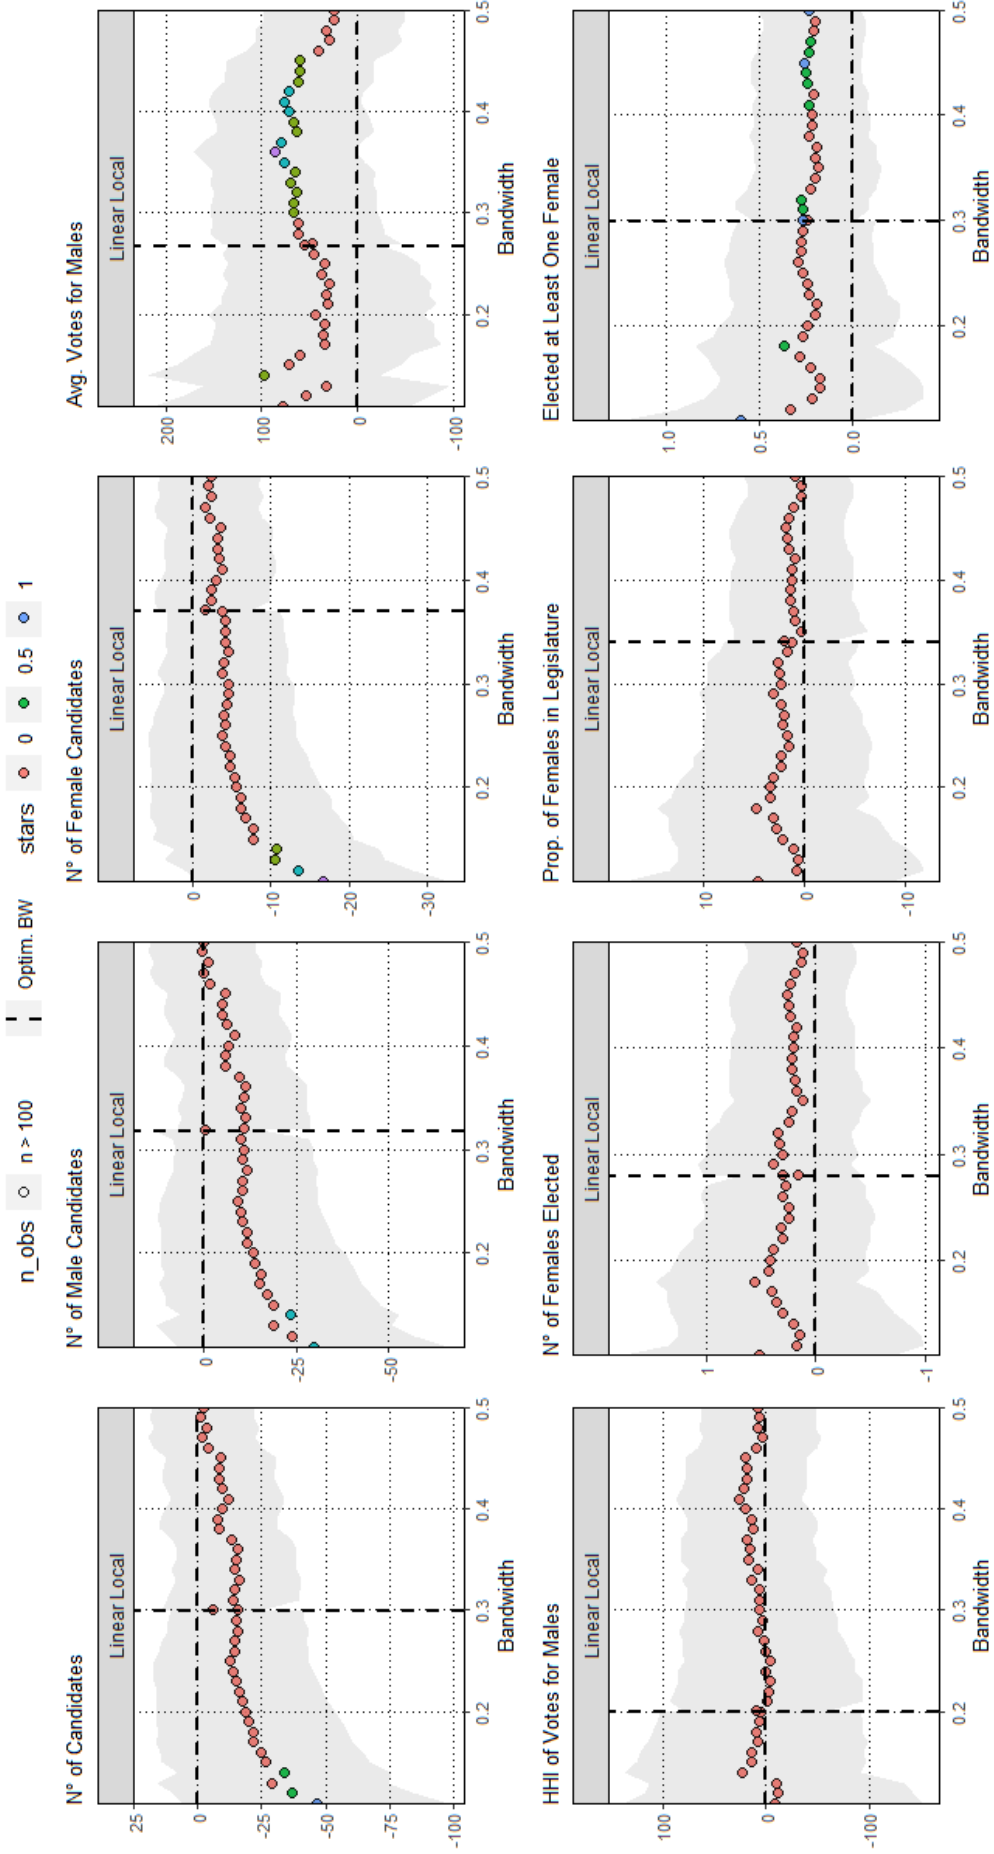 n_obs n > 100 Optim. BW stars 0 0.5 1
N° of Candidates
Linear Local
25
0
-25
-50
-75
-100
0.2 0.3 0.4 0.5
Bandwidth
N° of Male Candidates
Linear Local
0
-25
-50
0.2 0.3 0.4 0.5
Bandwidth
N° of Female Candidates
Linear Local
0
-10
-20
-30
0.2 0.3 0.4 0.5
Bandwidth
Avg. Votes for Males
Linear Local
200
100
0
-100
0.2 0.3 0.4 0.5
Bandwidth
HHI of Votes for Males
Linear Local
100
0
-100
0.2 0.3 0.4 0.5
Bandwidth
N° of Females Elected
Linear Local
1
0
-1
0.2 0.3 0.4 0.5
Bandwidth
Prop. of Females in Legislature
Linear Local
10
0
-10
0.2 0.3 0.4 0.5
Bandwidth
Elected at Least One Female
Linear Local
1.0
0.5
0.0
0.2 0.3 0.4 0.5
Bandwidth